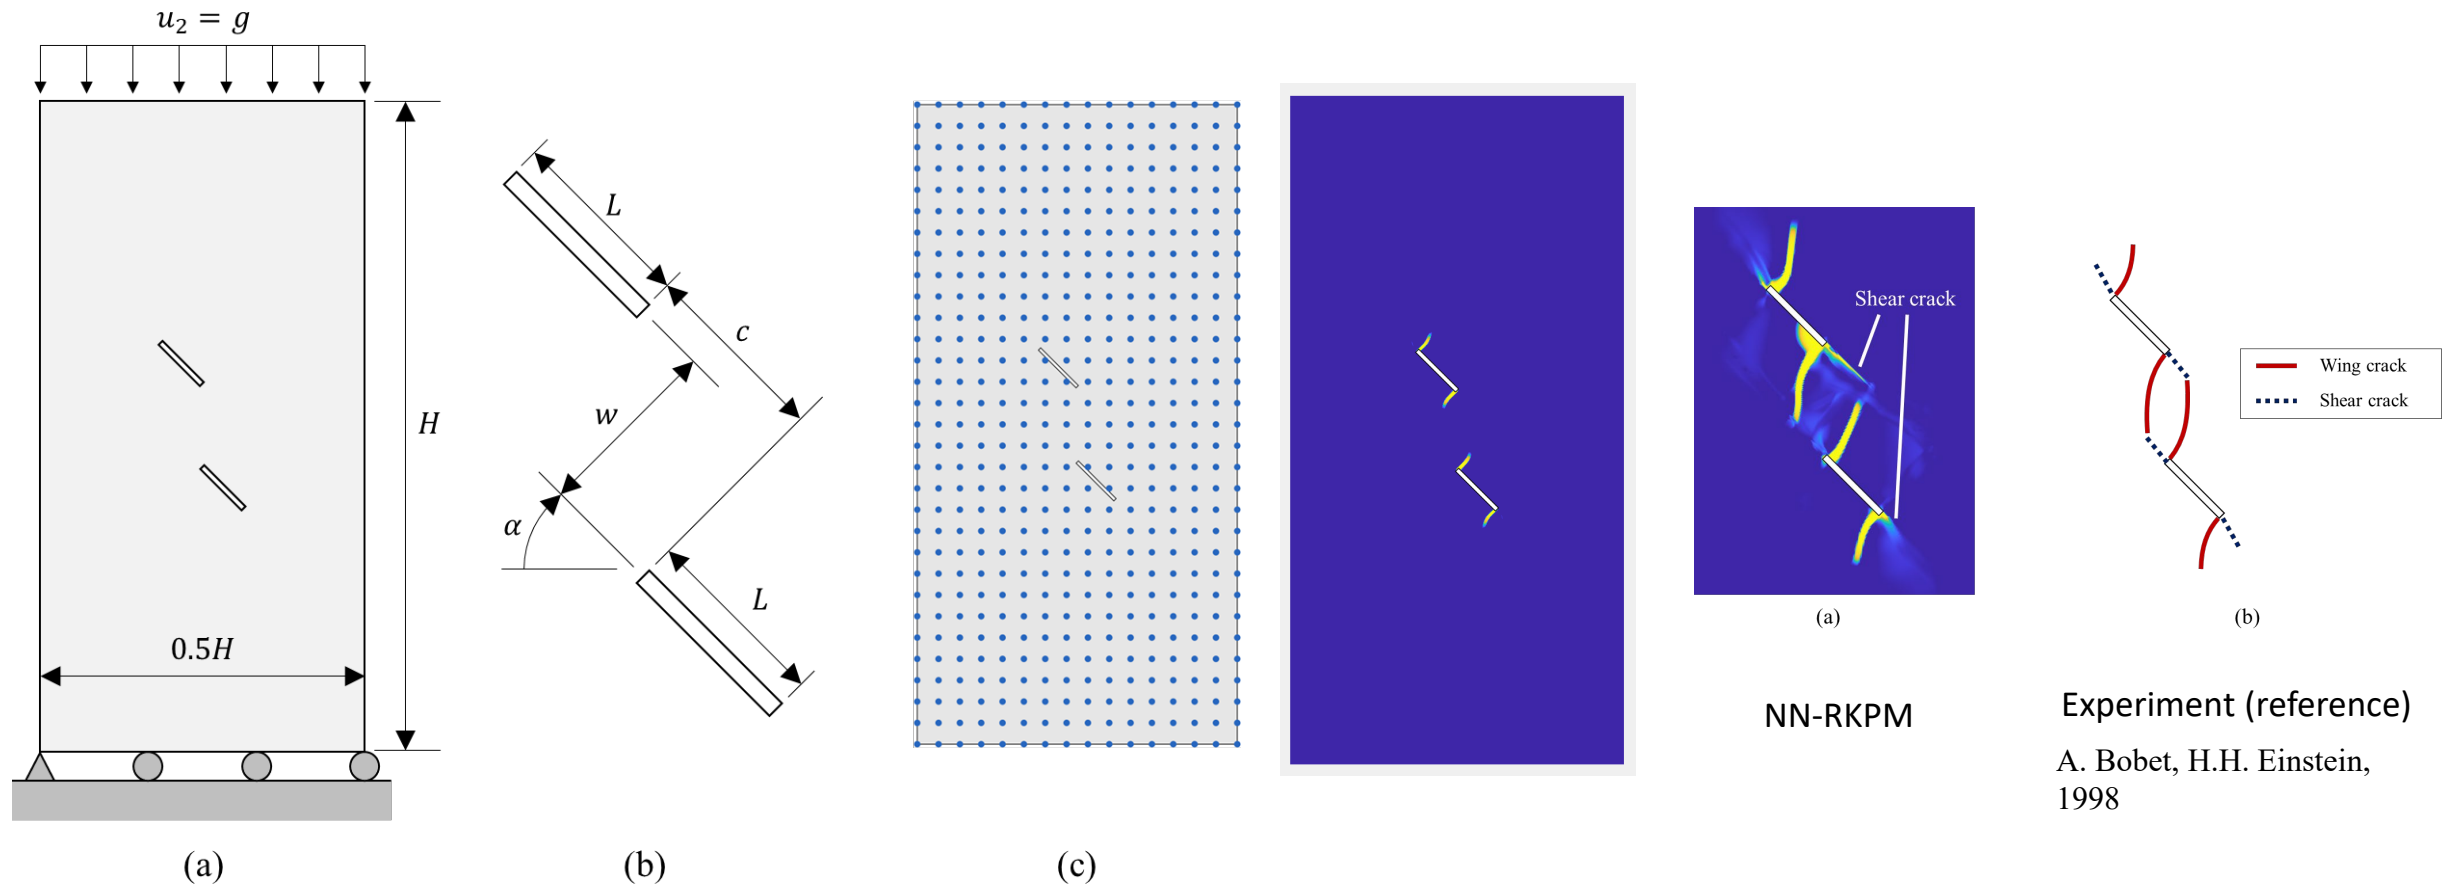 u₂ = g
H
0.5H
(a)
L
c
w
α
L
(b)
(c)
Shear crack
(a)
NN-RKPM
Wing crack
Shear crack
(b)
Experiment (reference)
A. Bobet, H.H. Einstein,
1998